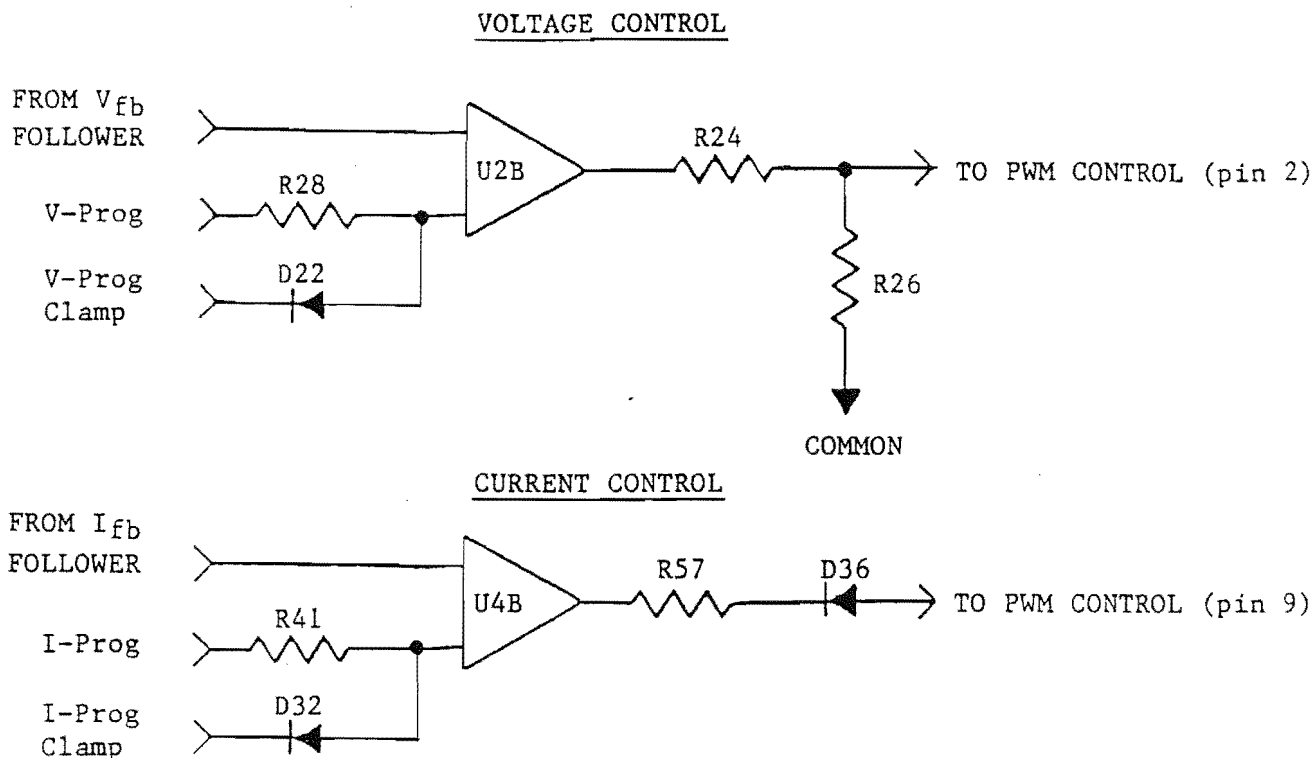 VOLTAGE CONTROL
FROM Vfb
FOLLOWER
V-Prog
R28
V-Prog
Clamp
D22
U2B
R24
TO PWM CONTROL (pin 2)
R26
COMMON
CURRENT CONTROL
FROM Ifb
FOLLOWER
I-Prog
R41
I-Prog
Clamp
D32
U4B
R57
D36
TO PWM CONTROL (pin 9)